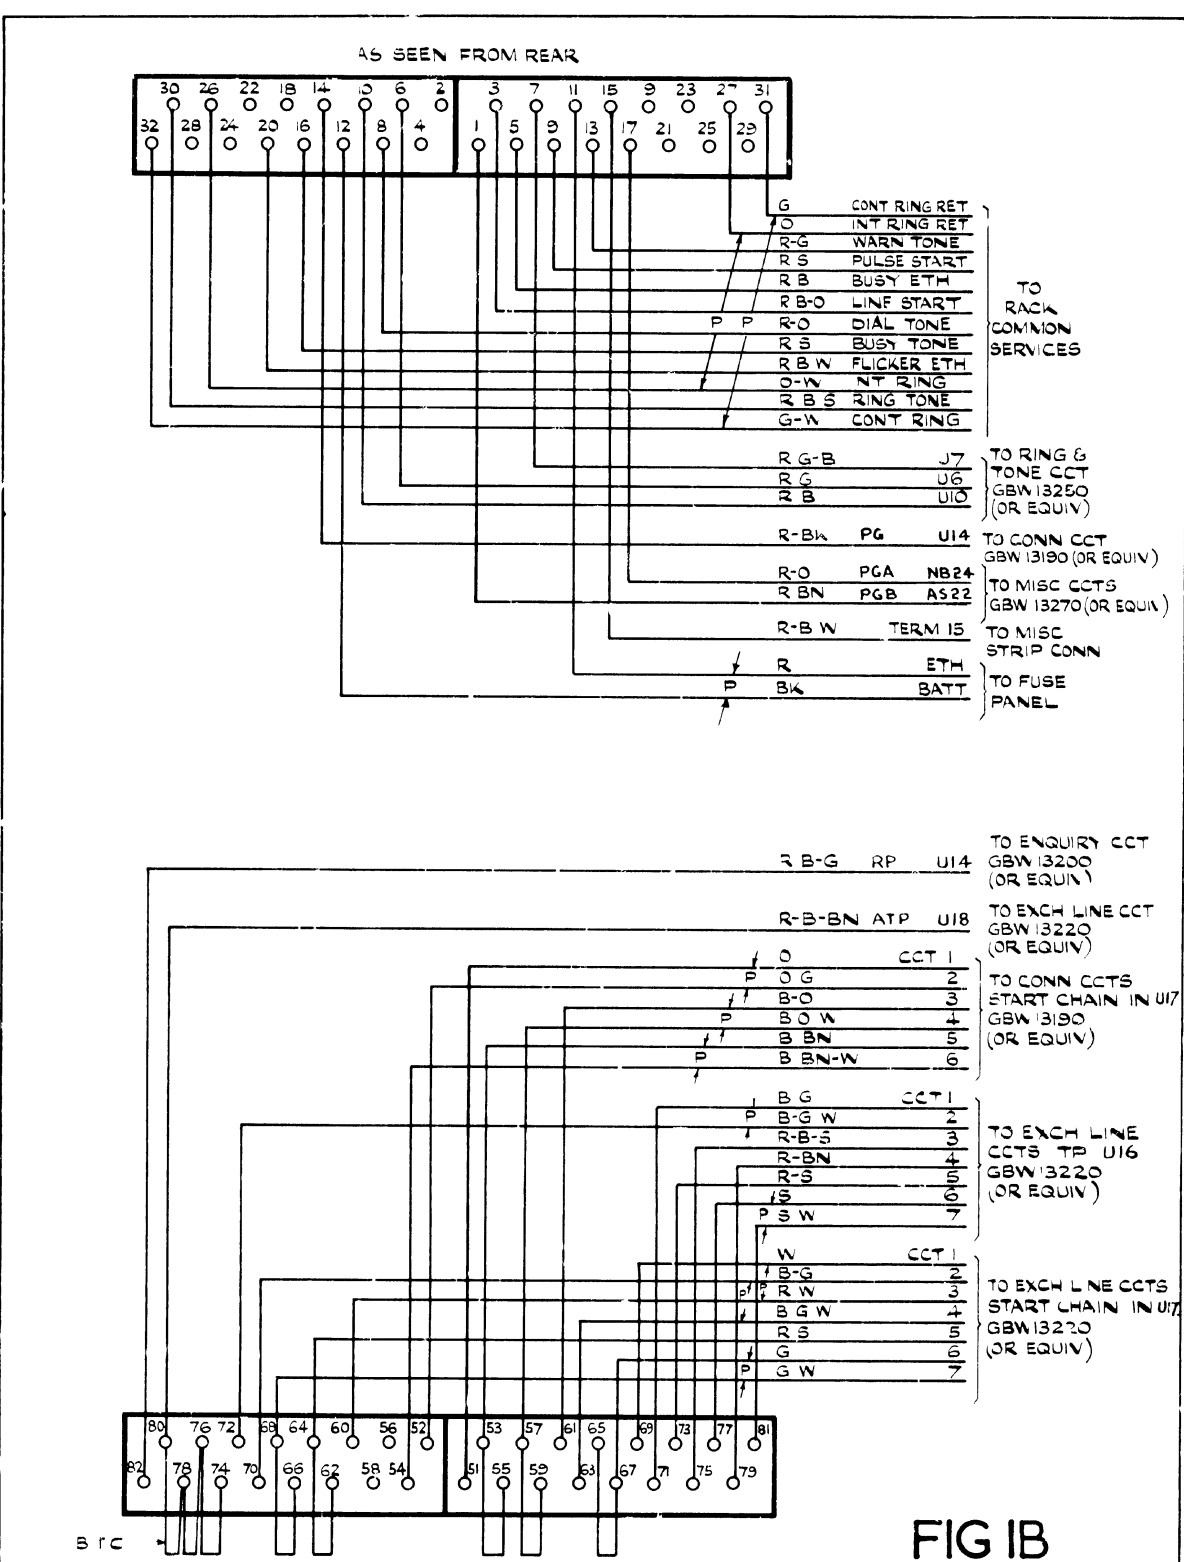 AS SEEN FROM REAR
30 26 22 18 14 10 6 2 3 7 11 15 9 23 27 31
32 28 24 20 16 12 8 4 1 5 9 13 17 21 25 29
G CONT RING RET
O INT RING RET
R-G WARN TONE
R S PULSE START
R B BUSY ETH
R B-O LINE START
P P R-O DIAL TONE
R S BUSY TONE
R B W FLICKER ETH
O-W NT RING
R B S RING TONE
G-W CONT RING
TO
RACK
COMMON
SERVICES
R G-B J7
R G U6
R B U10
TO RING &
TONE CCT
GBW 13250
(OR EQUIV)
R-BK PG U14
TO CONN CCT
GBW 13190 (OR EQUIV)
R-O PGA NB24
R BN PGB AS22
TO MISC CCTS
GBW 13270 (OR EQUIV)
R-B W TERM 15
TO MISC
STRIP CONN
R ETH
P BK BATT
TO FUSE
PANEL
R B-G RP U14
TO ENQUIRY CCT
GBW 13200
(OR EQUIV)
R-B-BN ATP U18
TO EXCH LINE CCT
GBW 13220
(OR EQUIV)
O CCT 1
P O G 2
B-O 3
P B O W 4
B BN 5
P B BN-W 6
TO CONN CCTS
START CHAIN IN U17
GBW 13190
(OR EQUIV)
B G CCT 1
P B-G W 2
R-B-S 3
R-BN 4
R-S 5
S 6
P S W 7
TO EXCH LINE
CCTS TP U16
GBW 13220
(OR EQUIV)
W CCT 1
B-G 2
P P R W 3
B G W 4
R S 5
G 6
P G W 7
TO EXCH L NE CCTS
START CHAIN IN U17
GBW 13220
(OR EQUIV)
80 76 72 68 64 60 56 52 53 57 61 65 69 73 77 81
82 78 74 70 66 62 58 54 51 55 59 63 67 71 75 79
FIG 1B